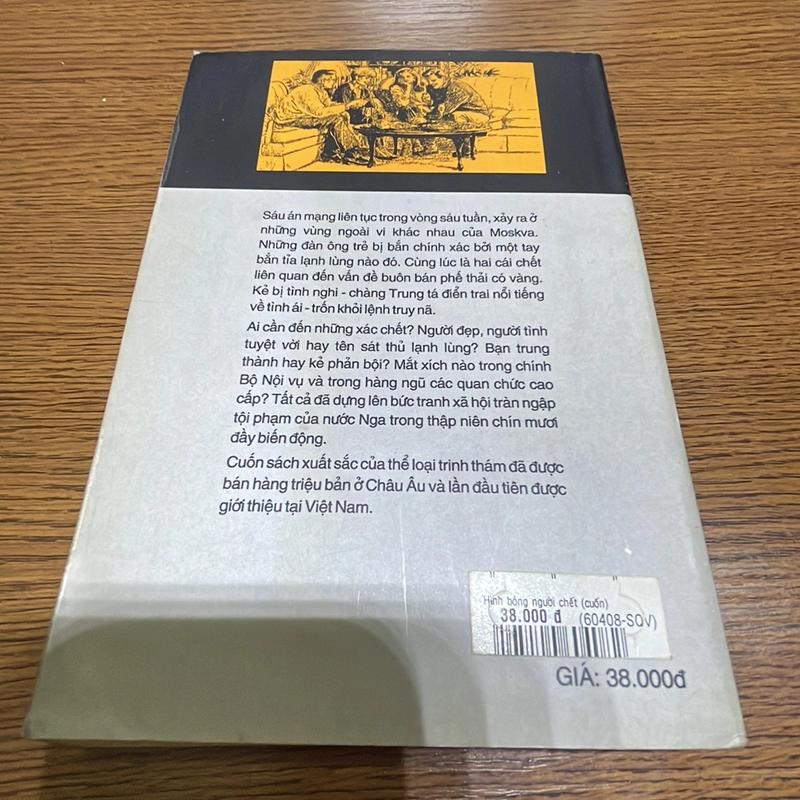 Sáu án mạng liên tục trong vòng sáu tuần, xảy ra ở
những vùng ngoài vi khác nhau của Moskva.
Những đàn ông trẻ bị bắn chính xác bởi một tay
bắn tỉa lạnh lùng nào đó. Cùng lúc là hai cái chết
liên quan đến vấn đề buôn bán phế thải có vàng.
Kẻ bị tình nghi - chàng Trung tá điển trai nổi tiếng
về tình ái - trốn khỏi lệnh truy nã.
Ai cần đến những xác chết? Người đẹp, người tình
tuyệt vời hay tên sát thủ lạnh lùng? Bạn trung
thành hay kẻ phản bội? Mắt xích nào trong chính
Bộ Nội vụ và trong hàng ngũ các quan chức cao
cấp? Tất cả đã dựng lên bức tranh xã hội tràn ngập
tội phạm của nước Nga trong thập niên chín mươi
đầy biến động.
Cuốn sách xuất sắc của thể loại trinh thám đã được
bán hàng triệu bản ở Châu Âu và lần đầu tiên được
giới thiệu tại Việt Nam.
Hình bóng người chết (cuốn)
38.000 đ (60408-SQV)
GIÁ: 38.000đ